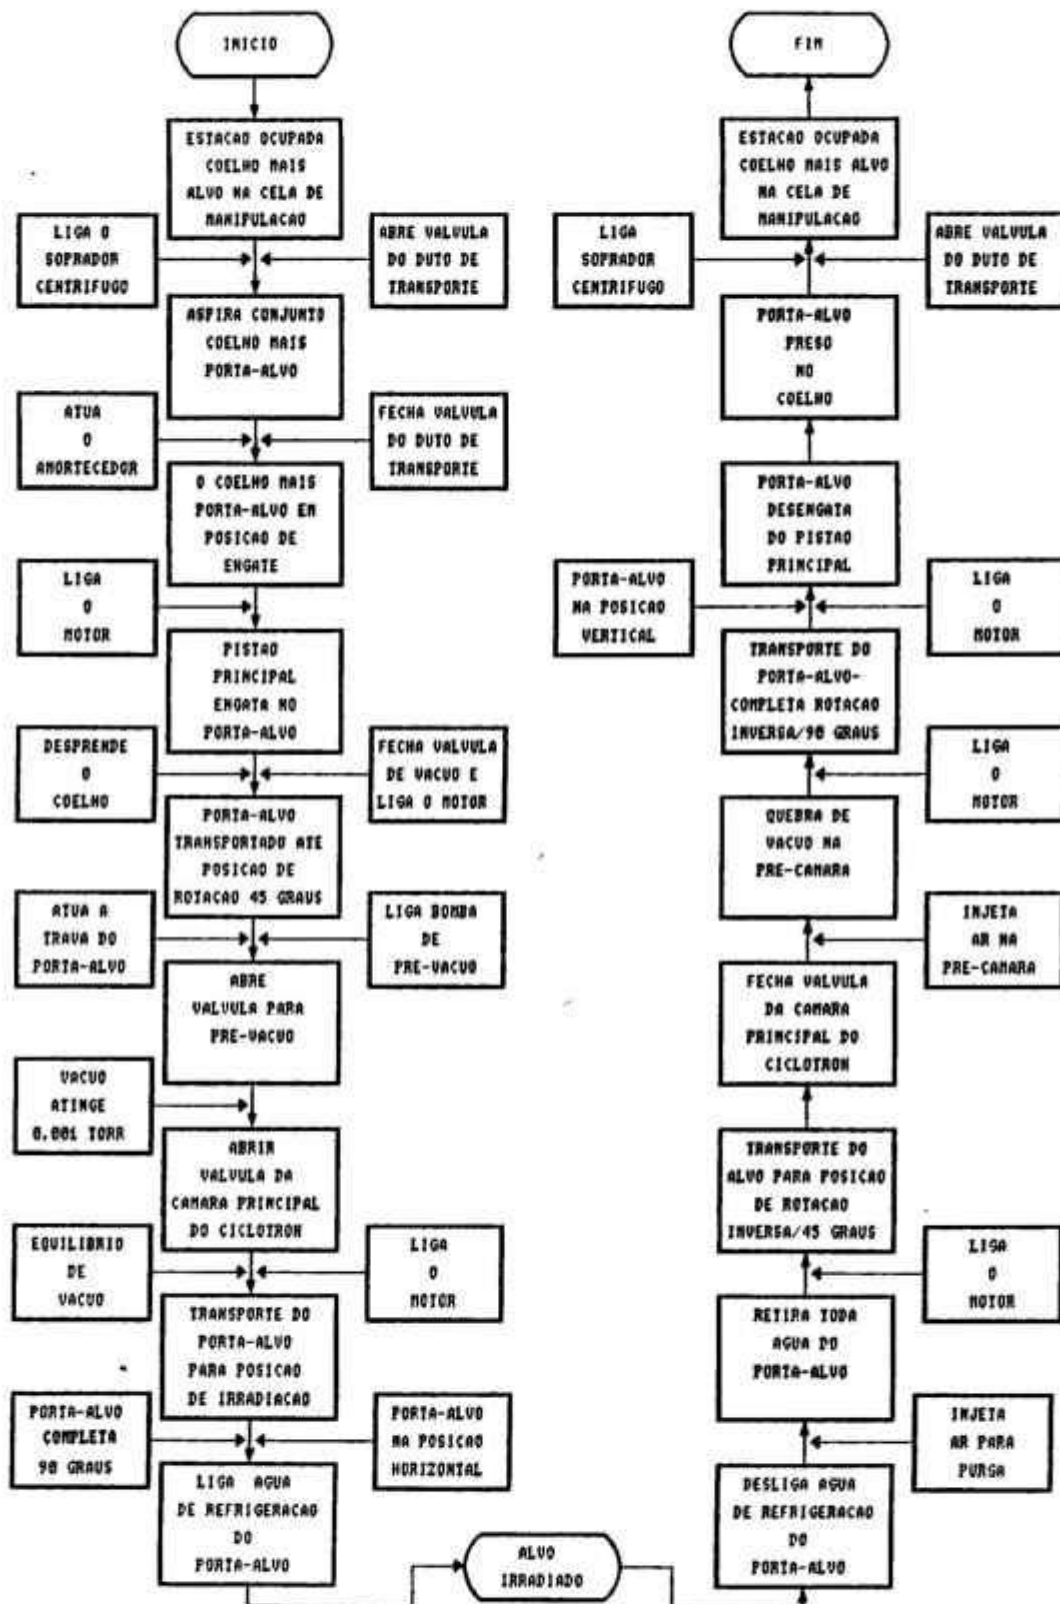 INICIO
ESTACAO OCUPADA
COELHO MAIS
ALVO NA CELA DE
MANIPULACAO
LIGA O
SOPRADOR
CENTRIFUGO
ABRE VALVULA
DO DUTO DE
TRANSPORTE
ASPIRA CONJUNTO
COELHO MAIS
PORTA-ALVO
ATUA
O
AMORTECEDOR
FECHA VALVULA
DO DUTO DE
TRANSPORTE
O COELHO MAIS
PORTA-ALVO EM
POSICAO DE
ENGATE
LIGA
O
MOTOR
PISTAO
PRINCIPAL
ENGATA NO
PORTA-ALVO
DESPRENDE
O
COELHO
FECHA VALVULA
DE VACUO E
LIGA O MOTOR
PORTA-ALVO
TRANSPORTADO ATE
POSICAO DE
ROTACAO 45 GRAUS
ATUA A
TRAVA DO
PORTA-ALVO
LIGA BOMBA
DE
PRE-VACUO
ABRE
VALVULA PARA
PRE-VACUO
VACUO
ATINGE
0.001 TORR
ABRIR
VALVULA DA
CAMARA PRINCIPAL
DO CICLOTRON
EQUILIBRIO
DE
VACUO
LIGA
O
MOTOR
TRANSPORTE DO
PORTA-ALVO
PARA POSICAO
DE IRRADIACAO
PORTA-ALVO
COMPLETA
90 GRAUS
PORTA-ALVO
NA POSICAO
HORIZONTAL
LIGA AGUA
DE REFRIGERACAO
DO
PORTA-ALVO
ALVO
IRRADIADO
DESLIGA AGUA
DE REFRIGERACAO
DO
PORTA-ALVO
INJETA
AR PARA
PURGA
RETIRA TODA
AGUA DO
PORTA-ALVO
LIGA
O
MOTOR
TRANSPORTE DO
ALVO PARA POSICAO
DE ROTACAO
INVERSA/45 GRAUS
FECHA VALVULA
DA CAMARA
PRINCIPAL DO
CICLOTRON
INJETA
AR NA
PRE-CAMARA
QUEBRA DE
VACUO NA
PRE-CAMARA
LIGA
O
MOTOR
TRANSPORTE DO
PORTA-ALVO-
COMPLETA ROTACAO
INVERSA/90 GRAUS
PORTA-ALVO
NA POSICAO
VERTICAL
LIGA
O
MOTOR
PORTA-ALVO
DESENGATA
DO PISTAO
PRINCIPAL
PORTA-ALVO
PRESO
NO
COELHO
LIGA
SOPRADOR
CENTRIFUGO
ABRE VALVULA
DO DUTO DE
TRANSPORTE
ESTACAO OCUPADA
COELHO MAIS ALVO
NA CELA DE
MANIPULACAO
FIM